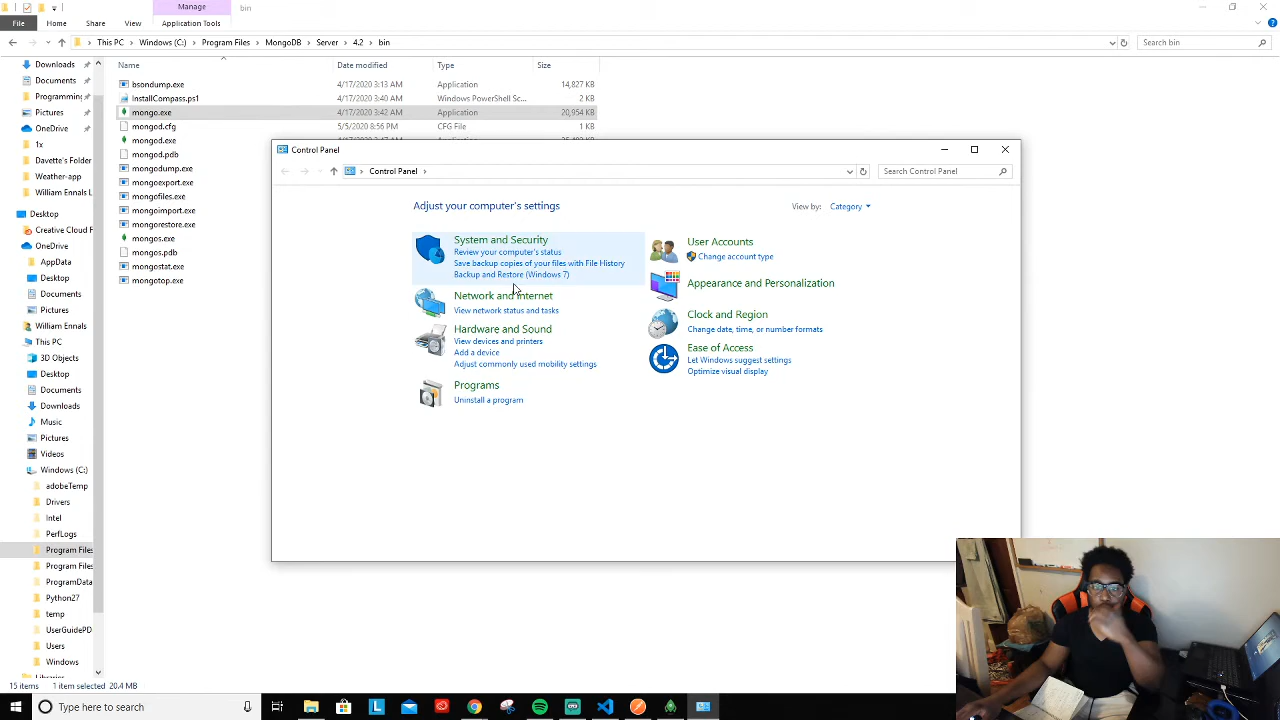 Manage
bin
File
Home
Share
View
Application Tools
This PC
Windows (C:)
Program Files
MongoDB
Server
4.2
bin
Search bin
Name
Date modified
Type
Size
bsondump.exe 4/17/2020 3:13 AM Application 14,827 KB
InstallCompass.ps1 4/17/2020 3:40 AM Windows PowerShell Sc... 2 KB
mongo.exe 4/17/2020 3:42 AM Application 20,954 KB
mongod.cfg 5/5/2020 8:56 PM CFG File 1 KB
mongod.exe
mongod.pdb
mongodump.exe
mongoexport.exe
mongofiles.exe
mongoimport.exe
mongorestore.exe
mongos.exe
mongos.pdb
mongostat.exe
mongotop.exe
Downloads
Documents
Programming
Pictures
OneDrive
1x
Davette's Folder
Weather-app
William Ennals
Desktop
Creative Cloud F
OneDrive
AppData
Desktop
Documents
Pictures
William Ennals
This PC
3D Objects
Desktop
Documents
Downloads
Music
Pictures
Videos
Windows (C:)
adobeTemp
Drivers
Intel
PerfLogs
Program Files
Program Files
ProgramData
Python27
temp
UserGuidePD
Users
Windows
15 items
1 item selected 20.4 MB
Control Panel
Control Panel
Search Control Panel
Adjust your computer's settings
View by: Category
System and Security
Review your computer's status
Save backup copies of your files with File History
Backup and Restore (Windows 7)
Network and Internet
View network status and tasks
Hardware and Sound
View devices and printers
Add a device
Adjust commonly used mobility settings
Programs
Uninstall a program
User Accounts
Change account type
Appearance and Personalization
Clock and Region
Change date, time, or number formats
Ease of Access
Let Windows suggest settings
Optimize visual display
Type here to search